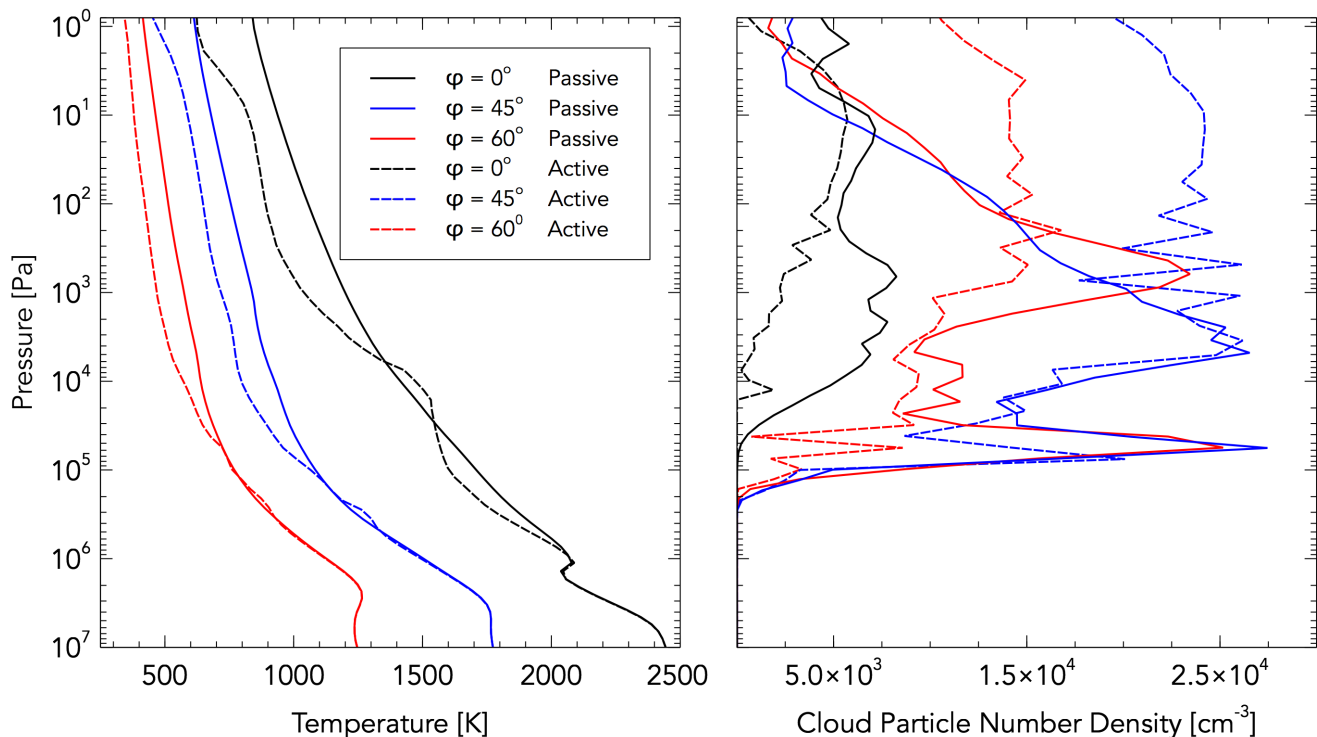 10⁰
10¹
10²
10³
10⁴
10⁵
10⁶
10⁷
Pressure [Pa]
φ = 0° Passive
φ = 45° Passive
φ = 60° Passive
φ = 0° Active
φ = 45° Active
φ = 60⁰ Active
500 1000 1500 2000 2500
Temperature [K]
5.0×10³ 1.5×10⁴ 2.5×10⁴
Cloud Particle Number Density [cm⁻³]